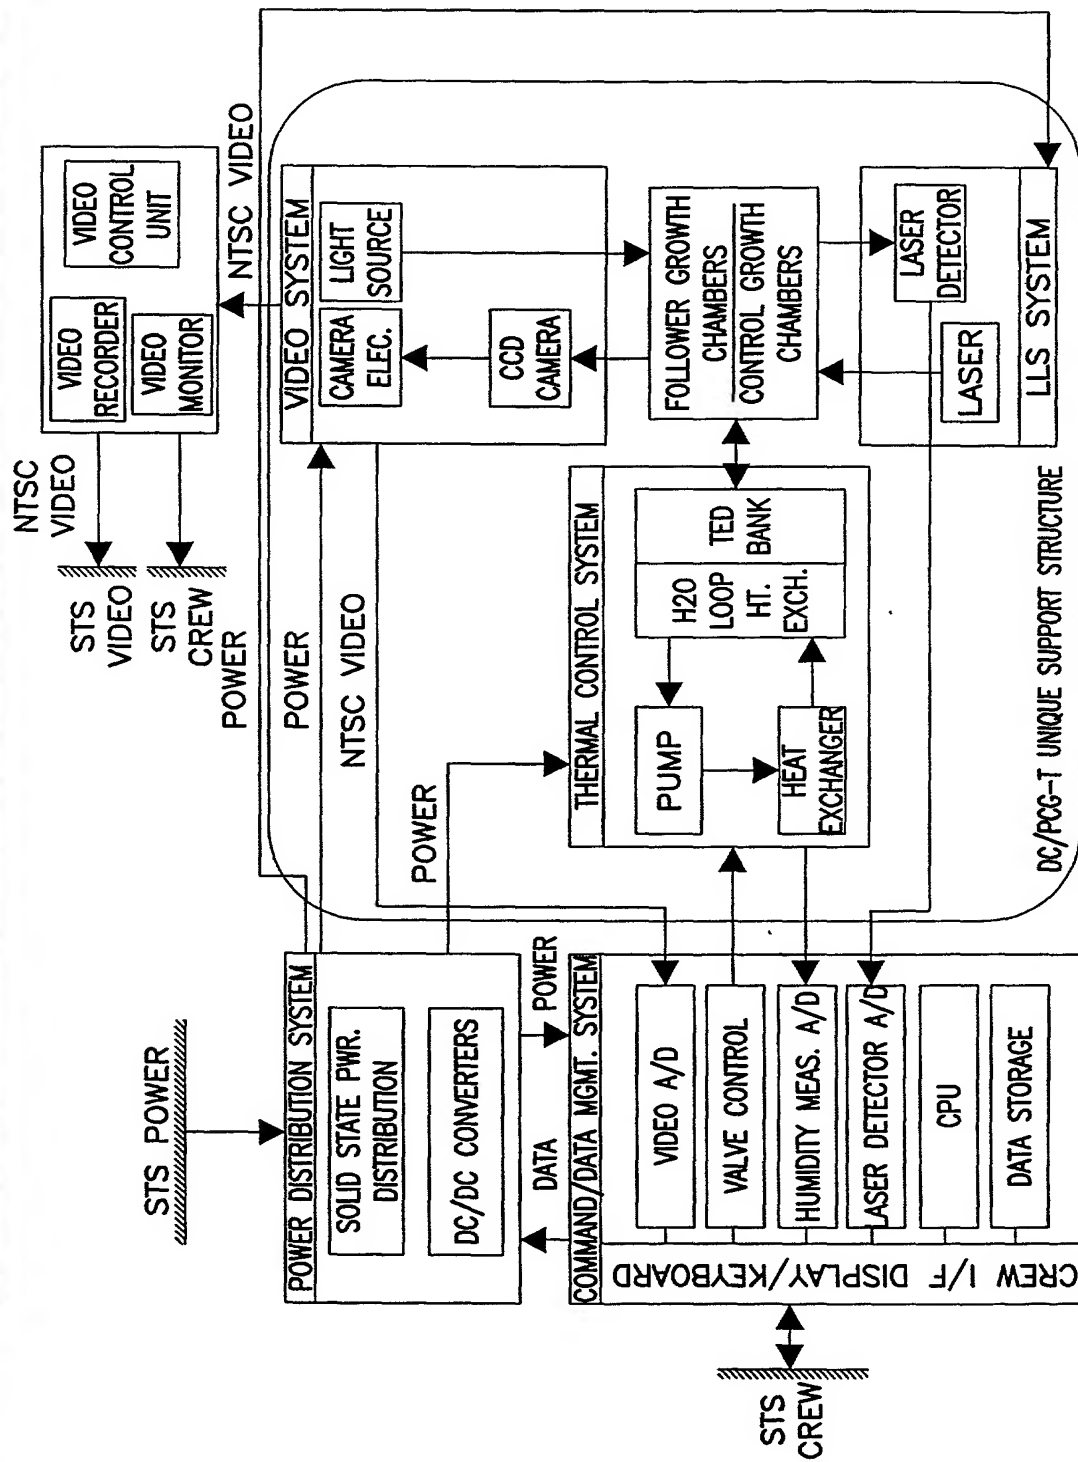 STS POWER
POWER DISTRIBUTION SYSTEM
SOLID STATE PWR.
DISTRIBUTION
DC/DC CONVERTERS
DATA
POWER
COMMAND/DATA MGMT. SYSTEM
VIDEO A/D
VALVE CONTROL
HUMIDITY MEAS. A/D
LASER DETECTOR A/D
CPU
DATA STORAGE
CREW I/F DISPLAY/KEYBOARD
STS
CREW
NTSC
VIDEO
STS
VIDEO
STS
CREW
POWER
POWER
NTSC VIDEO
POWER
VIDEO
RECORDER
VIDEO
MONITOR
VIDEO
CONTROL
UNIT
NTSC VIDEO
VIDEO SYSTEM
CAMERA
ELEC.
LIGHT
SOURCE
CCD
CAMERA
THERMAL CONTROL SYSTEM
PUMP
HEAT
EXCHANGER
H2O
LOOP
HT.
EXCH.
TED
BANK
FOLLOWER GROWTH
CHAMBERS
CONTROL GROWTH
CHAMBERS
LASER
DETECTOR
LASER
LLS SYSTEM
DC/PCG-T UNIQUE SUPPORT STRUCTURE